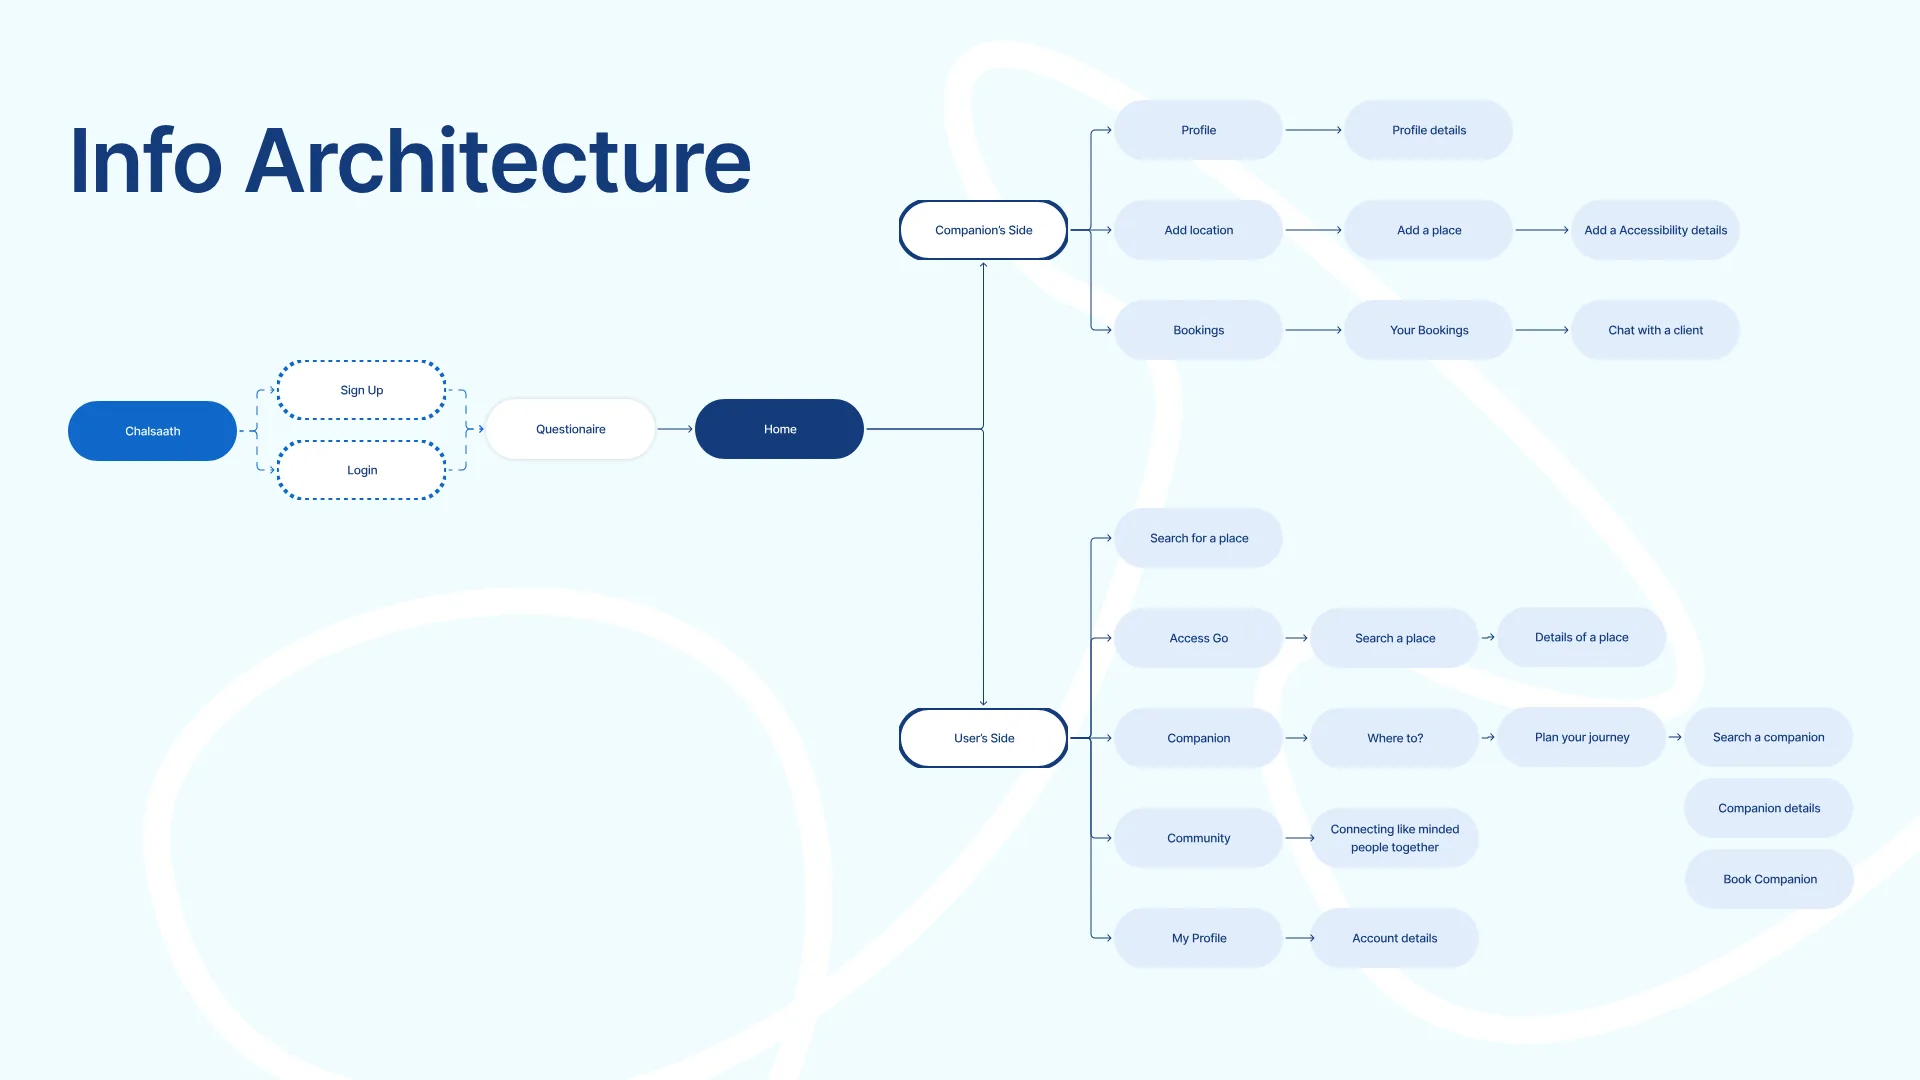 Info Architecture
Chalsaath
Sign Up
Login
Questionaire
Home
Companion's Side
Profile
Profile details
Add location
Add a place
Add a Accessibility details
Bookings
Your Bookings
Chat with a client
User's Side
Search for a place
Access Go
Search a place
Details of a place
Companion
Where to?
Plan your journey
Search a companion
Companion details
Book Companion
Community
Connecting like minded
people together
My Profile
Account details